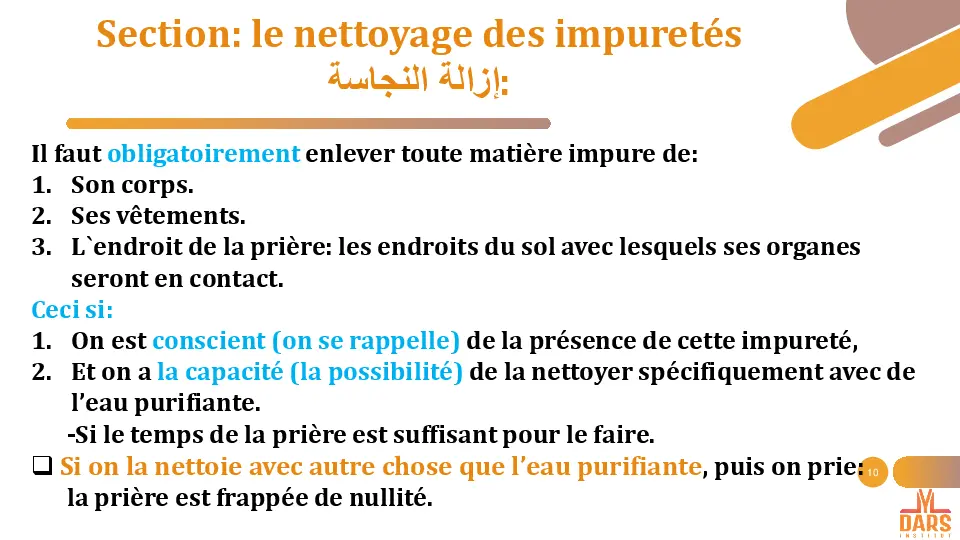 Section: le nettoyage des impuretés
إزالة النجاسة:
Il faut obligatoirement enlever toute matière impure de:
1. Son corps.
2. Ses vêtements.
3. L`endroit de la prière: les endroits du sol avec lesquels ses organes
seront en contact.
Ceci si:
1. On est conscient (on se rappelle) de la présence de cette impureté,
2. Et on a la capacité (la possibilité) de la nettoyer spécifiquement avec de
l’eau purifiante.
-Si le temps de la prière est suffisant pour le faire.
❑ Si on la nettoie avec autre chose que l’eau purifiante, puis on prie:
la prière est frappée de nullité.
10
DARS
INSTITUT